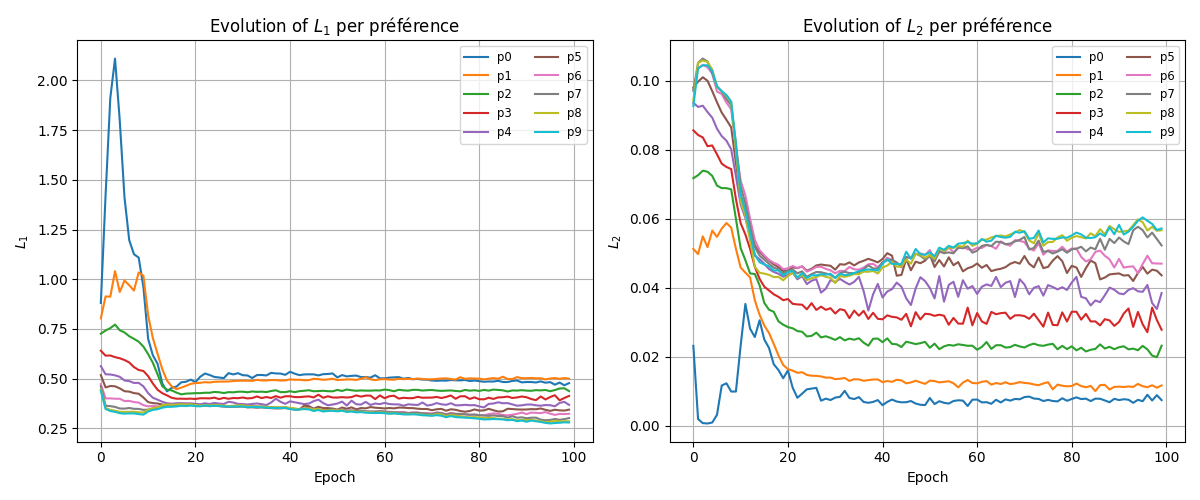 Evolution of L₁ per préférence
L₁
2.00
1.75
1.50
1.25
1.00
0.75
0.50
0.25
0 20 40 60 80 100
Epoch
p0 p5
p1 p6
p2 p7
p3 p8
p4 p9
Evolution of L₂ per préférence
L₂
0.10
0.08
0.06
0.04
0.02
0.00
0 20 40 60 80 100
Epoch
p0 p5
p1 p6
p2 p7
p3 p8
p4 p9